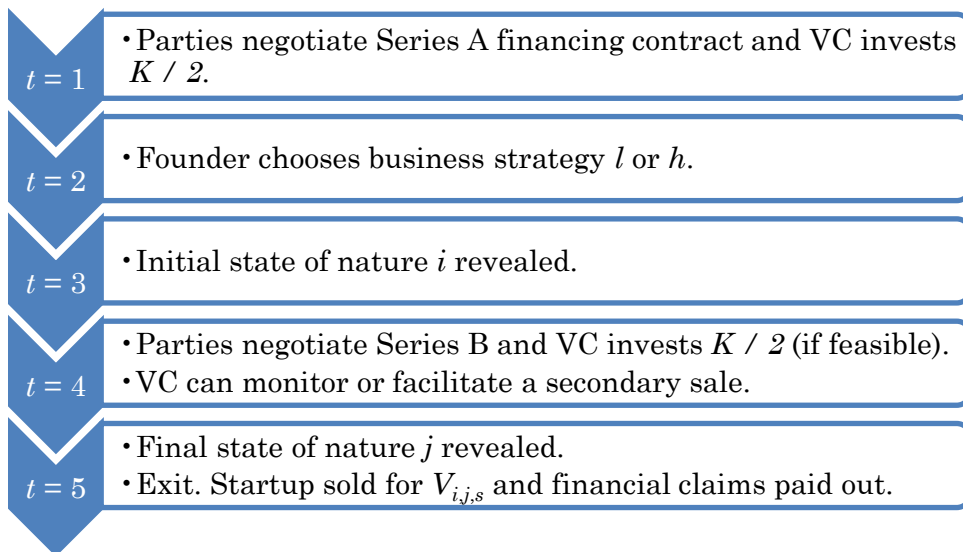 t = 1
• Parties negotiate Series A financing contract and VC invests
K / 2.
t = 2
• Founder chooses business strategy l or h.
t = 3
• Initial state of nature i revealed.
t = 4
• Parties negotiate Series B and VC invests K / 2 (if feasible).
• VC can monitor or facilitate a secondary sale.
t = 5
• Final state of nature j revealed.
• Exit. Startup sold for V_{i,j,s} and financial claims paid out.